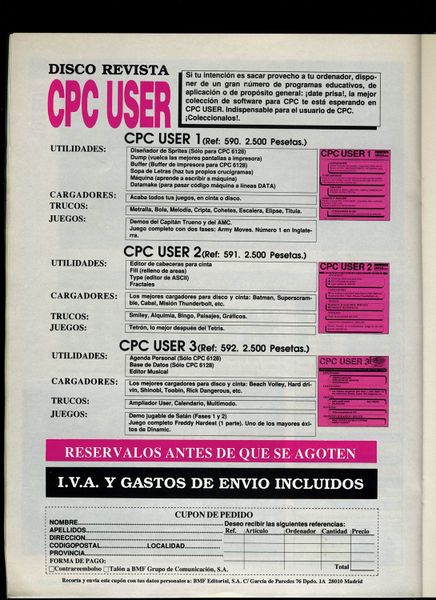 DISCO REVISTA
CPC USER
Si tu intención es sacar provecho a tu ordenador, dispo-
ner de un gran número de programas educativos, de
aplicación o de propósito general: ¡date prisa!, la mejor
colección de software para CPC te está esperando en
CPC USER. Indispensable para el usuario de CPC.
¡Coleccionalos!.
CPC USER 1 (Ref: 590. 2.500 Pesetas.)
UTILIDADES:
Diseñador de Sprites (Sólo para CPC 6128)
Dump (vuelca las mejores pantallas a impresora)
Buffer (Buffer de impresora para CPC 6128)
Sopa de Letras (haz tus propios crucigramas)
Máquina (aprende a escribir a máquina)
Datamake (para pasar código máquina a líneas DATA)
CARGADORES:
Acaba todos tus juegos, en cinta o disco.
TRUCOS:
Metralla, Bola, Melodía, Cripta, Cohetes, Escalera, Elipse, Titula.
JUEGOS:
Demos del Capitán Trueno y del AMC.
Juego completo con dos fases: Army Moves. Número 1 en Inglate-
rra.
CPC USER 1
CPC USER 2 (Ref: 591. 2.500 Pesetas.)
UTILIDADES:
Editor de cabeceras para cinta
Fill (relleno de areas)
Type (editor de ASCII)
Fractales
CARGADORES:
Los mejores cargadores para disco y cinta: Batman, Superscram-
ble, Cabal, Misión Thunderbolt, etc.
TRUCOS:
Smiley, Alquimia, Bingo, Paisajes, Gráficos.
JUEGOS:
Tetrón, lo mejor después del Tetris.
CPC USER 2
CPC USER 3 (Ref: 592. 2.500 Pesetas.)
UTILIDADES:
Agenda Personal (Sólo CPC 6128)
Base de Datos (Sólo CPC 6128)
Editor Musical
CARGADORES:
Los mejores cargadores para disco y cinta: Beach Volley, Hard dri-
vin, Shinobi, Toobin, Rick Dangerous, etc.
TRUCOS:
Ampliador User, Calendario, Multimodo.
JUEGOS:
Demo jugable de Satán (Fases 1 y 2)
Juego completo Freddy Hardest (1 parte). Uno de los mayores éxi-
tos de Dinamic.
CPC USER 3
RESERVALOS ANTES DE QUE SE AGOTEN
I.V.A. Y GASTOS DE ENVIO INCLUIDOS
CUPON DE PEDIDO
NOMBRE
APELLIDOS
DIRECCION
CODIGOPOSTAL LOCALIDAD
PROVINCIA
FORMA DE PAGO:
Contrareembolso Talón a BMF Grupo de Comunicación, S.A.
Deseo recibir las siguientes referencias:
Ref. Artículo Ordenador Cantidad Precio
Total
Recorta y envía este cupón con tus datos personales a: BMF Editorial, S.A. C/ García de Paredes 76 Dpdo. 1A 28010 Madrid